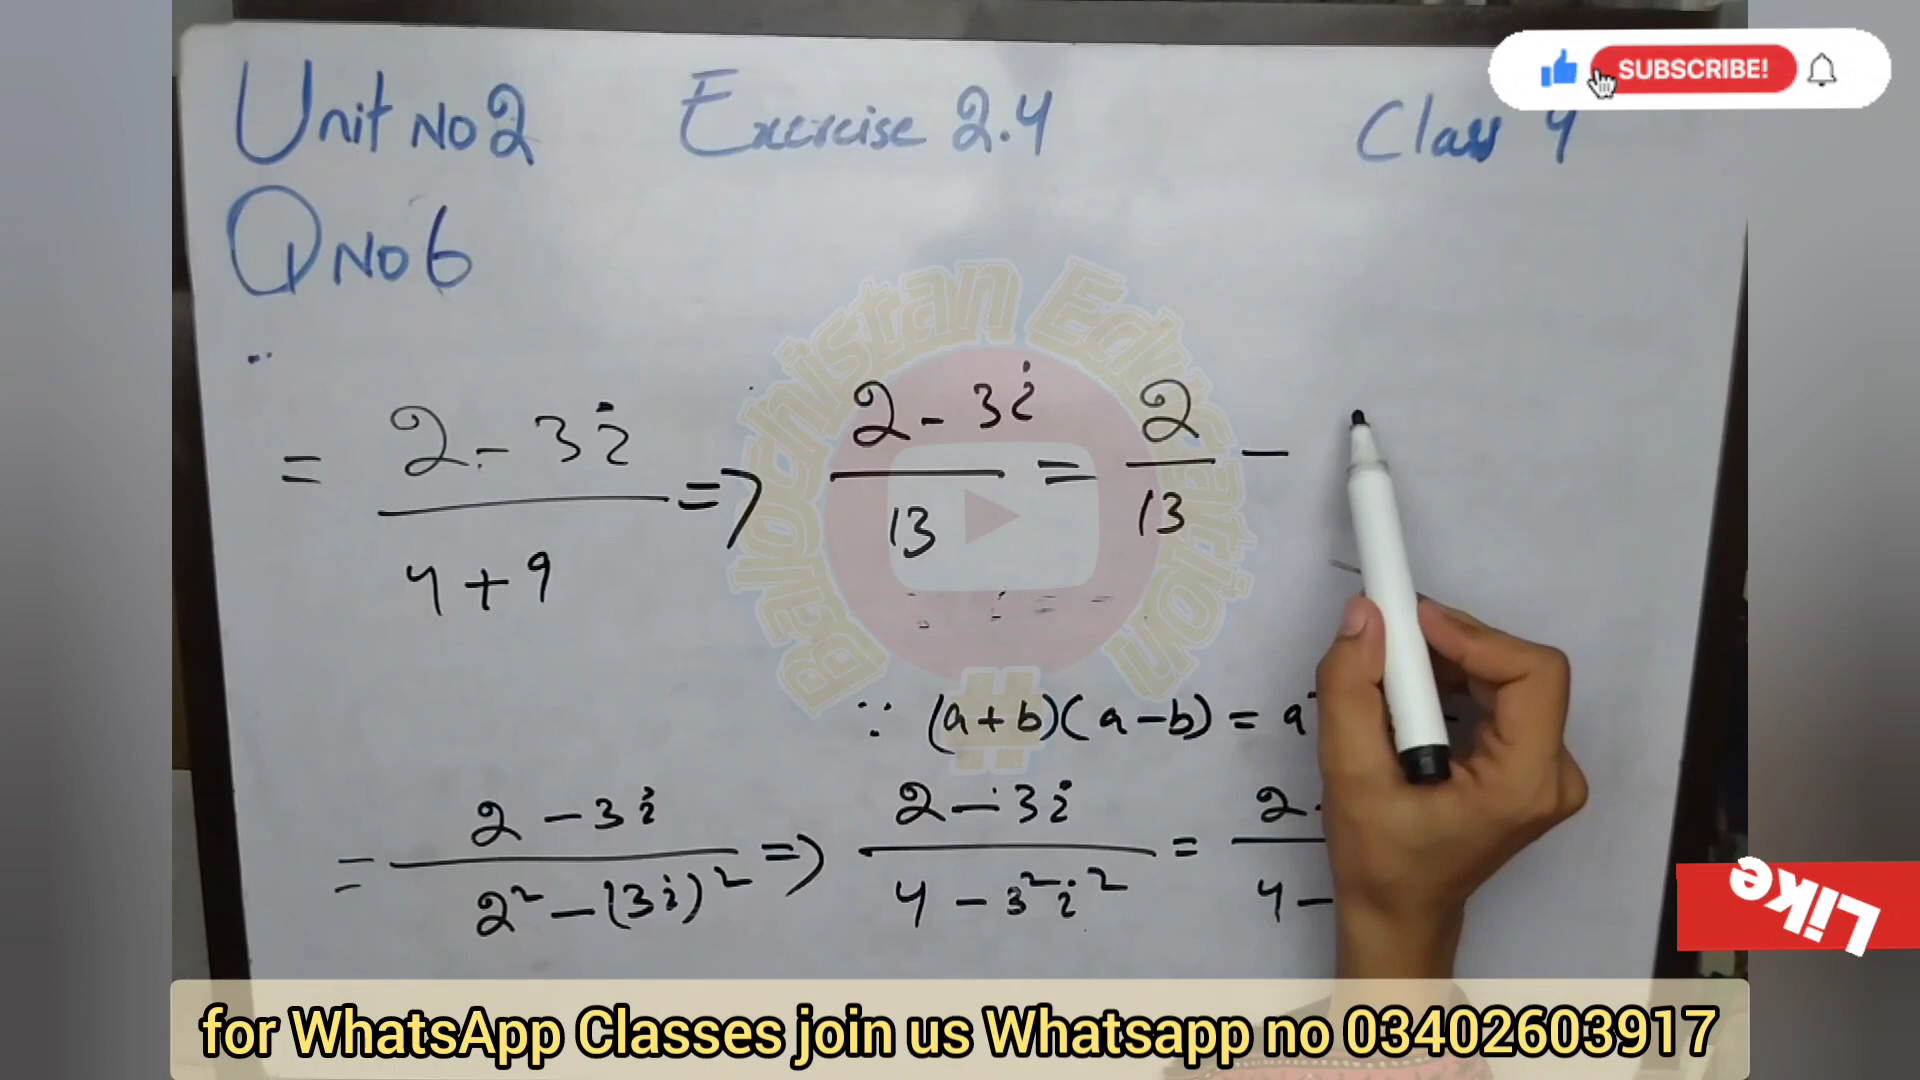 Unit No 2 Exercise 2.4 Class 9
SUBSCRIBE!
Q No 6
= 2 - 3i / 4 + 9 => 2 - 3i / 13 = 2 / 13 -
∵ (a + b)(a - b) = a
= 2 - 3i / 2² - (3i)² => 2 - 3i / 4 - 3²i² = 2 - / 4 -
Balochistan Education #
Like
for WhatsApp Classes join us Whatsapp no 03402603917